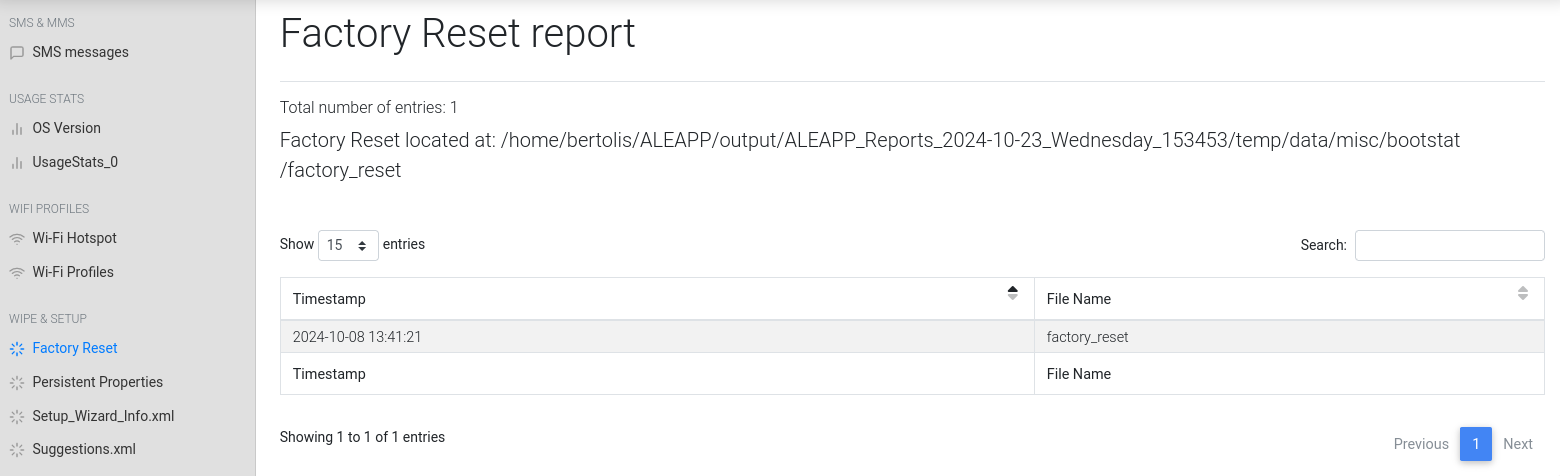 SMS & MMS
SMS messages
USAGE STATS
OS Version
UsageStats_0
WIFI PROFILES
Wi-Fi Hotspot
Wi-Fi Profiles
WIPE & SETUP
Factory Reset
Persistent Properties
Setup_Wizard_Info.xml
Suggestions.xml
Factory Reset report
Total number of entries: 1
Factory Reset located at: /home/bertolis/ALEAPP/output/ALEAPP_Reports_2024-10-23_Wednesday_153453/temp/data/misc/bootstat
/factory_reset
Show 15 entries
Search:
Timestamp File Name
2024-10-08 13:41:21 factory_reset
Timestamp File Name
Showing 1 to 1 of 1 entries
Previous 1 Next